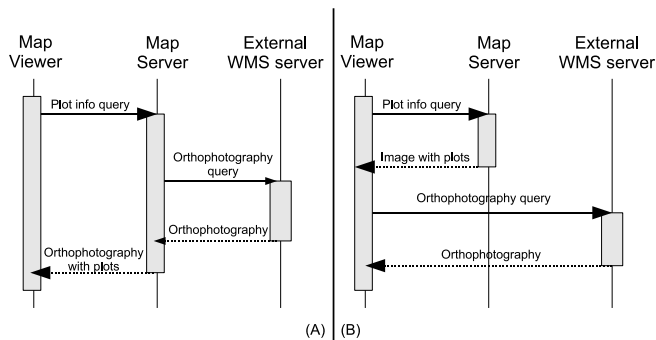 Map
Viewer
Map
Server
External
WMS server
Plot info query
Orthophotography
query
Orthophotography
Orthophotography
with plots
(A)
Map
Viewer
Map
Server
External
WMS server
Plot info query
Image with plots
Orthophotography query
Orthophotography
(B)